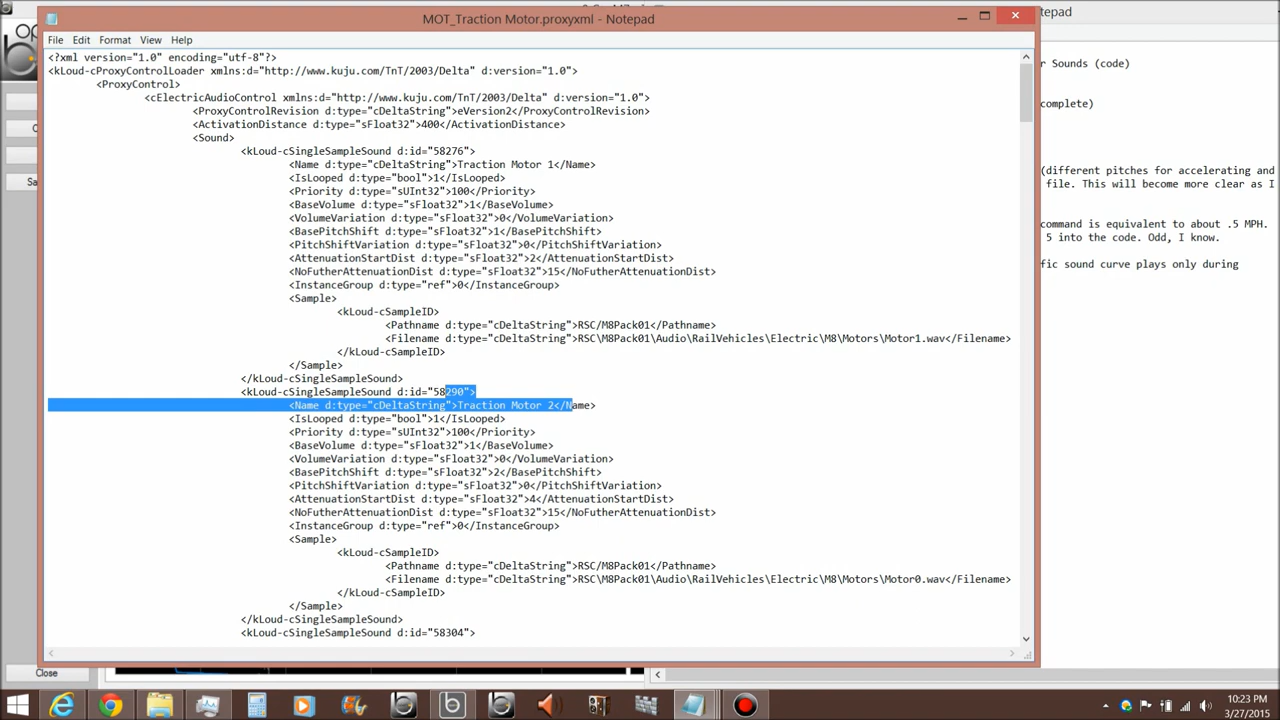 MOT_Traction Motor.proxyxml - Notepad
tepad
File Edit Format View Help
<?xml version="1.0" encoding="utf-8"?>
<kLoud-cProxyControlLoader xmlns:d="http://www.kuju.com/TnT/2003/Delta" d:version="1.0">
<ProxyControl>
<cElectricAudioControl xmlns:d="http://www.kuju.com/TnT/2003/Delta" d:version="1.0">
<ProxyControlRevision d:type="cDeltaString">eVersion2</ProxyControlRevision>
<ActivationDistance d:type="sFloat32">400</ActivationDistance>
<Sound>
<kLoud-cSingleSampleSound d:id="58276">
<Name d:type="cDeltaString">Traction Motor 1</Name>
<IsLooped d:type="bool">1</IsLooped>
<Priority d:type="sUInt32">100</Priority>
<BaseVolume d:type="sFloat32">1</BaseVolume>
<VolumeVariation d:type="sFloat32">0</VolumeVariation>
<BasePitchShift d:type="sFloat32">1</BasePitchShift>
<PitchShiftVariation d:type="sFloat32">0</PitchShiftVariation>
<AttenuationStartDist d:type="sFloat32">2</AttenuationStartDist>
<NoFutherAttenuationDist d:type="sFloat32">15</NoFutherAttenuationDist>
<InstanceGroup d:type="ref">0</InstanceGroup>
<Sample>
<kLoud-cSampleID>
<Pathname d:type="cDeltaString">RSC/M8Pack01</Pathname>
<Filename d:type="cDeltaString">RSC\M8Pack01\Audio\RailVehicles\Electric\M8\Motors\Motor1.wav</Filename>
</kLoud-cSampleID>
</Sample>
</kLoud-cSingleSampleSound>
<kLoud-cSingleSampleSound d:id="58290">
<Name d:type="cDeltaString">Traction Motor 2</Name>
<IsLooped d:type="bool">1</IsLooped>
<Priority d:type="sUInt32">100</Priority>
<BaseVolume d:type="sFloat32">1</BaseVolume>
<VolumeVariation d:type="sFloat32">0</VolumeVariation>
<BasePitchShift d:type="sFloat32">2</BasePitchShift>
<PitchShiftVariation d:type="sFloat32">0</PitchShiftVariation>
<AttenuationStartDist d:type="sFloat32">4</AttenuationStartDist>
<NoFutherAttenuationDist d:type="sFloat32">15</NoFutherAttenuationDist>
<InstanceGroup d:type="ref">0</InstanceGroup>
<Sample>
<kLoud-cSampleID>
<Pathname d:type="cDeltaString">RSC/M8Pack01</Pathname>
<Filename d:type="cDeltaString">RSC\M8Pack01\Audio\RailVehicles\Electric\M8\Motors\Motor0.wav</Filename>
</kLoud-cSampleID>
</Sample>
</kLoud-cSingleSampleSound>
<kLoud-cSingleSampleSound d:id="58304">
r Sounds (code)
complete)
(different pitches for accelerating and
file. This will become more clear as I
command is equivalent to about .5 MPH.
5 into the code. Odd, I know.
fic sound curve plays only during
op
Sa
Close
10:23 PM
3/27/2015